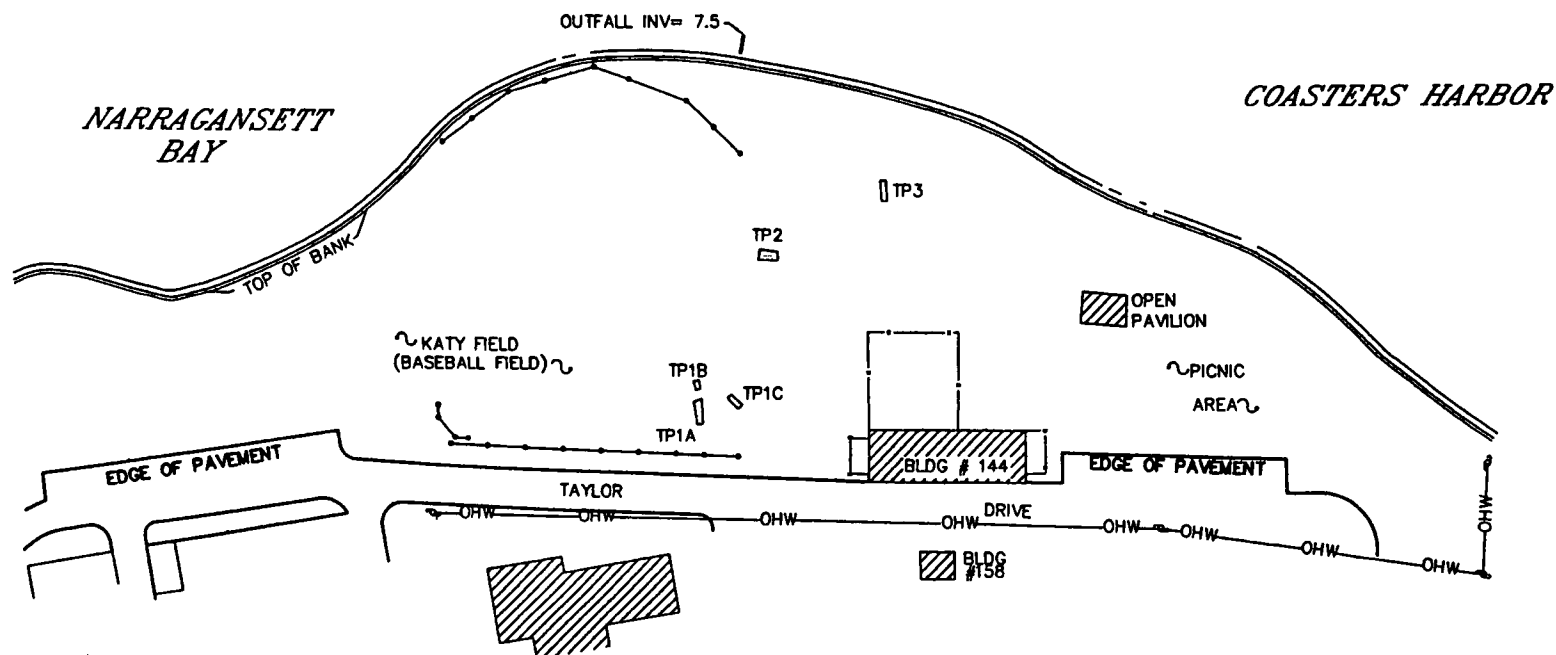 OUTFALL INV= 7.5
NARRAGANSETT
BAY
COASTERS HARBOR
TP3
TP2
TOP OF BANK
OPEN
PAVILION
KATY FIELD
(BASEBALL FIELD)
TP1B
TP1C
TP1A
PICNIC
AREA
EDGE OF PAVEMENT
BLDG # 144
EDGE OF PAVEMENT
TAYLOR
DRIVE
OHW
OHW
OHW
OHW
OHW
OHW
OHW
OHW
OHW
BLDG
#158